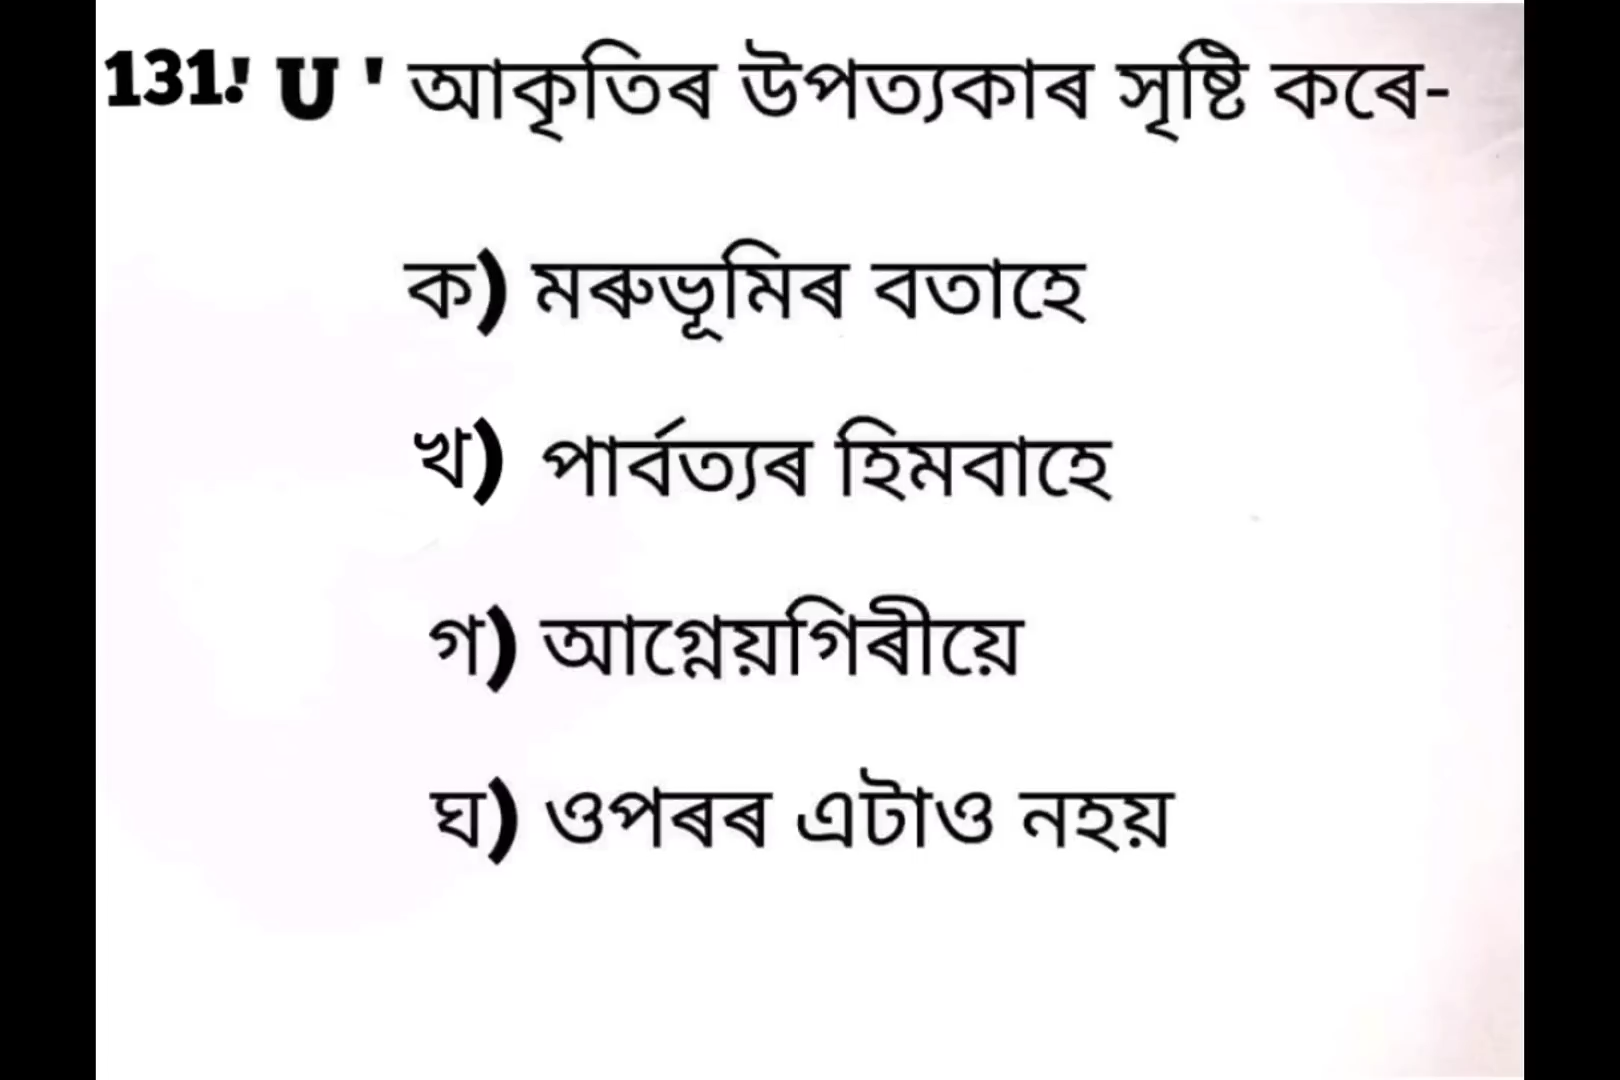 131.' U ' আকৃতিৰ উপত্যকাৰ সৃষ্টি কৰে-
ক) মৰুভূমিৰ বতাহে
খ) পাৰ্বত্যৰ হিমবাহে
গ) আগ্নেয়গিৰীয়ে
ঘ) ওপৰৰ এটাও নহয়